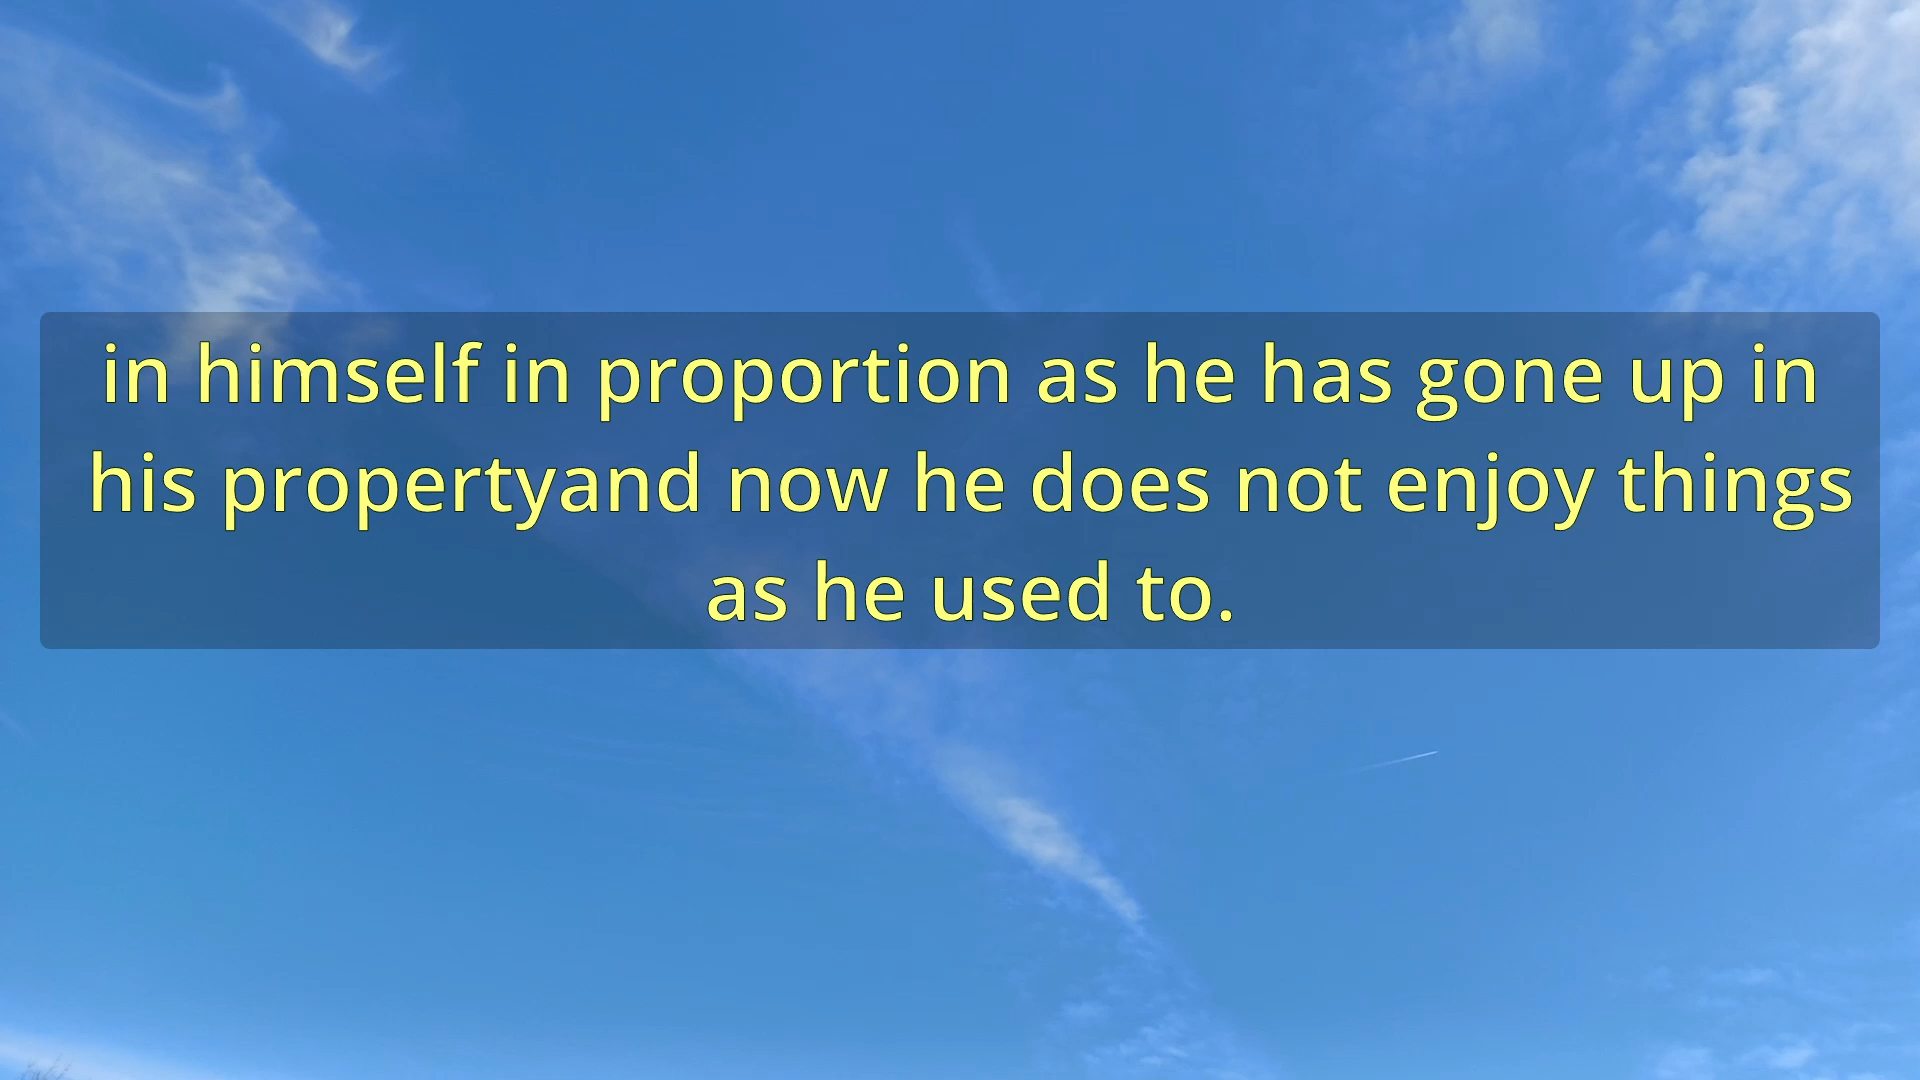 in himself in proportion as he has gone up in
his propertyand now he does not enjoy things
as he used to.